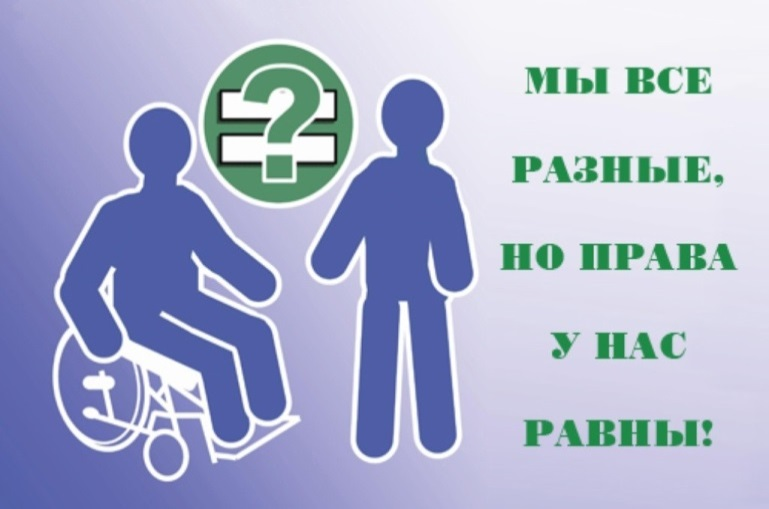 ?
МЫ ВСЕ
РАЗНЫЕ,
НО ПРАВА
У НАС
РАВНЫ!